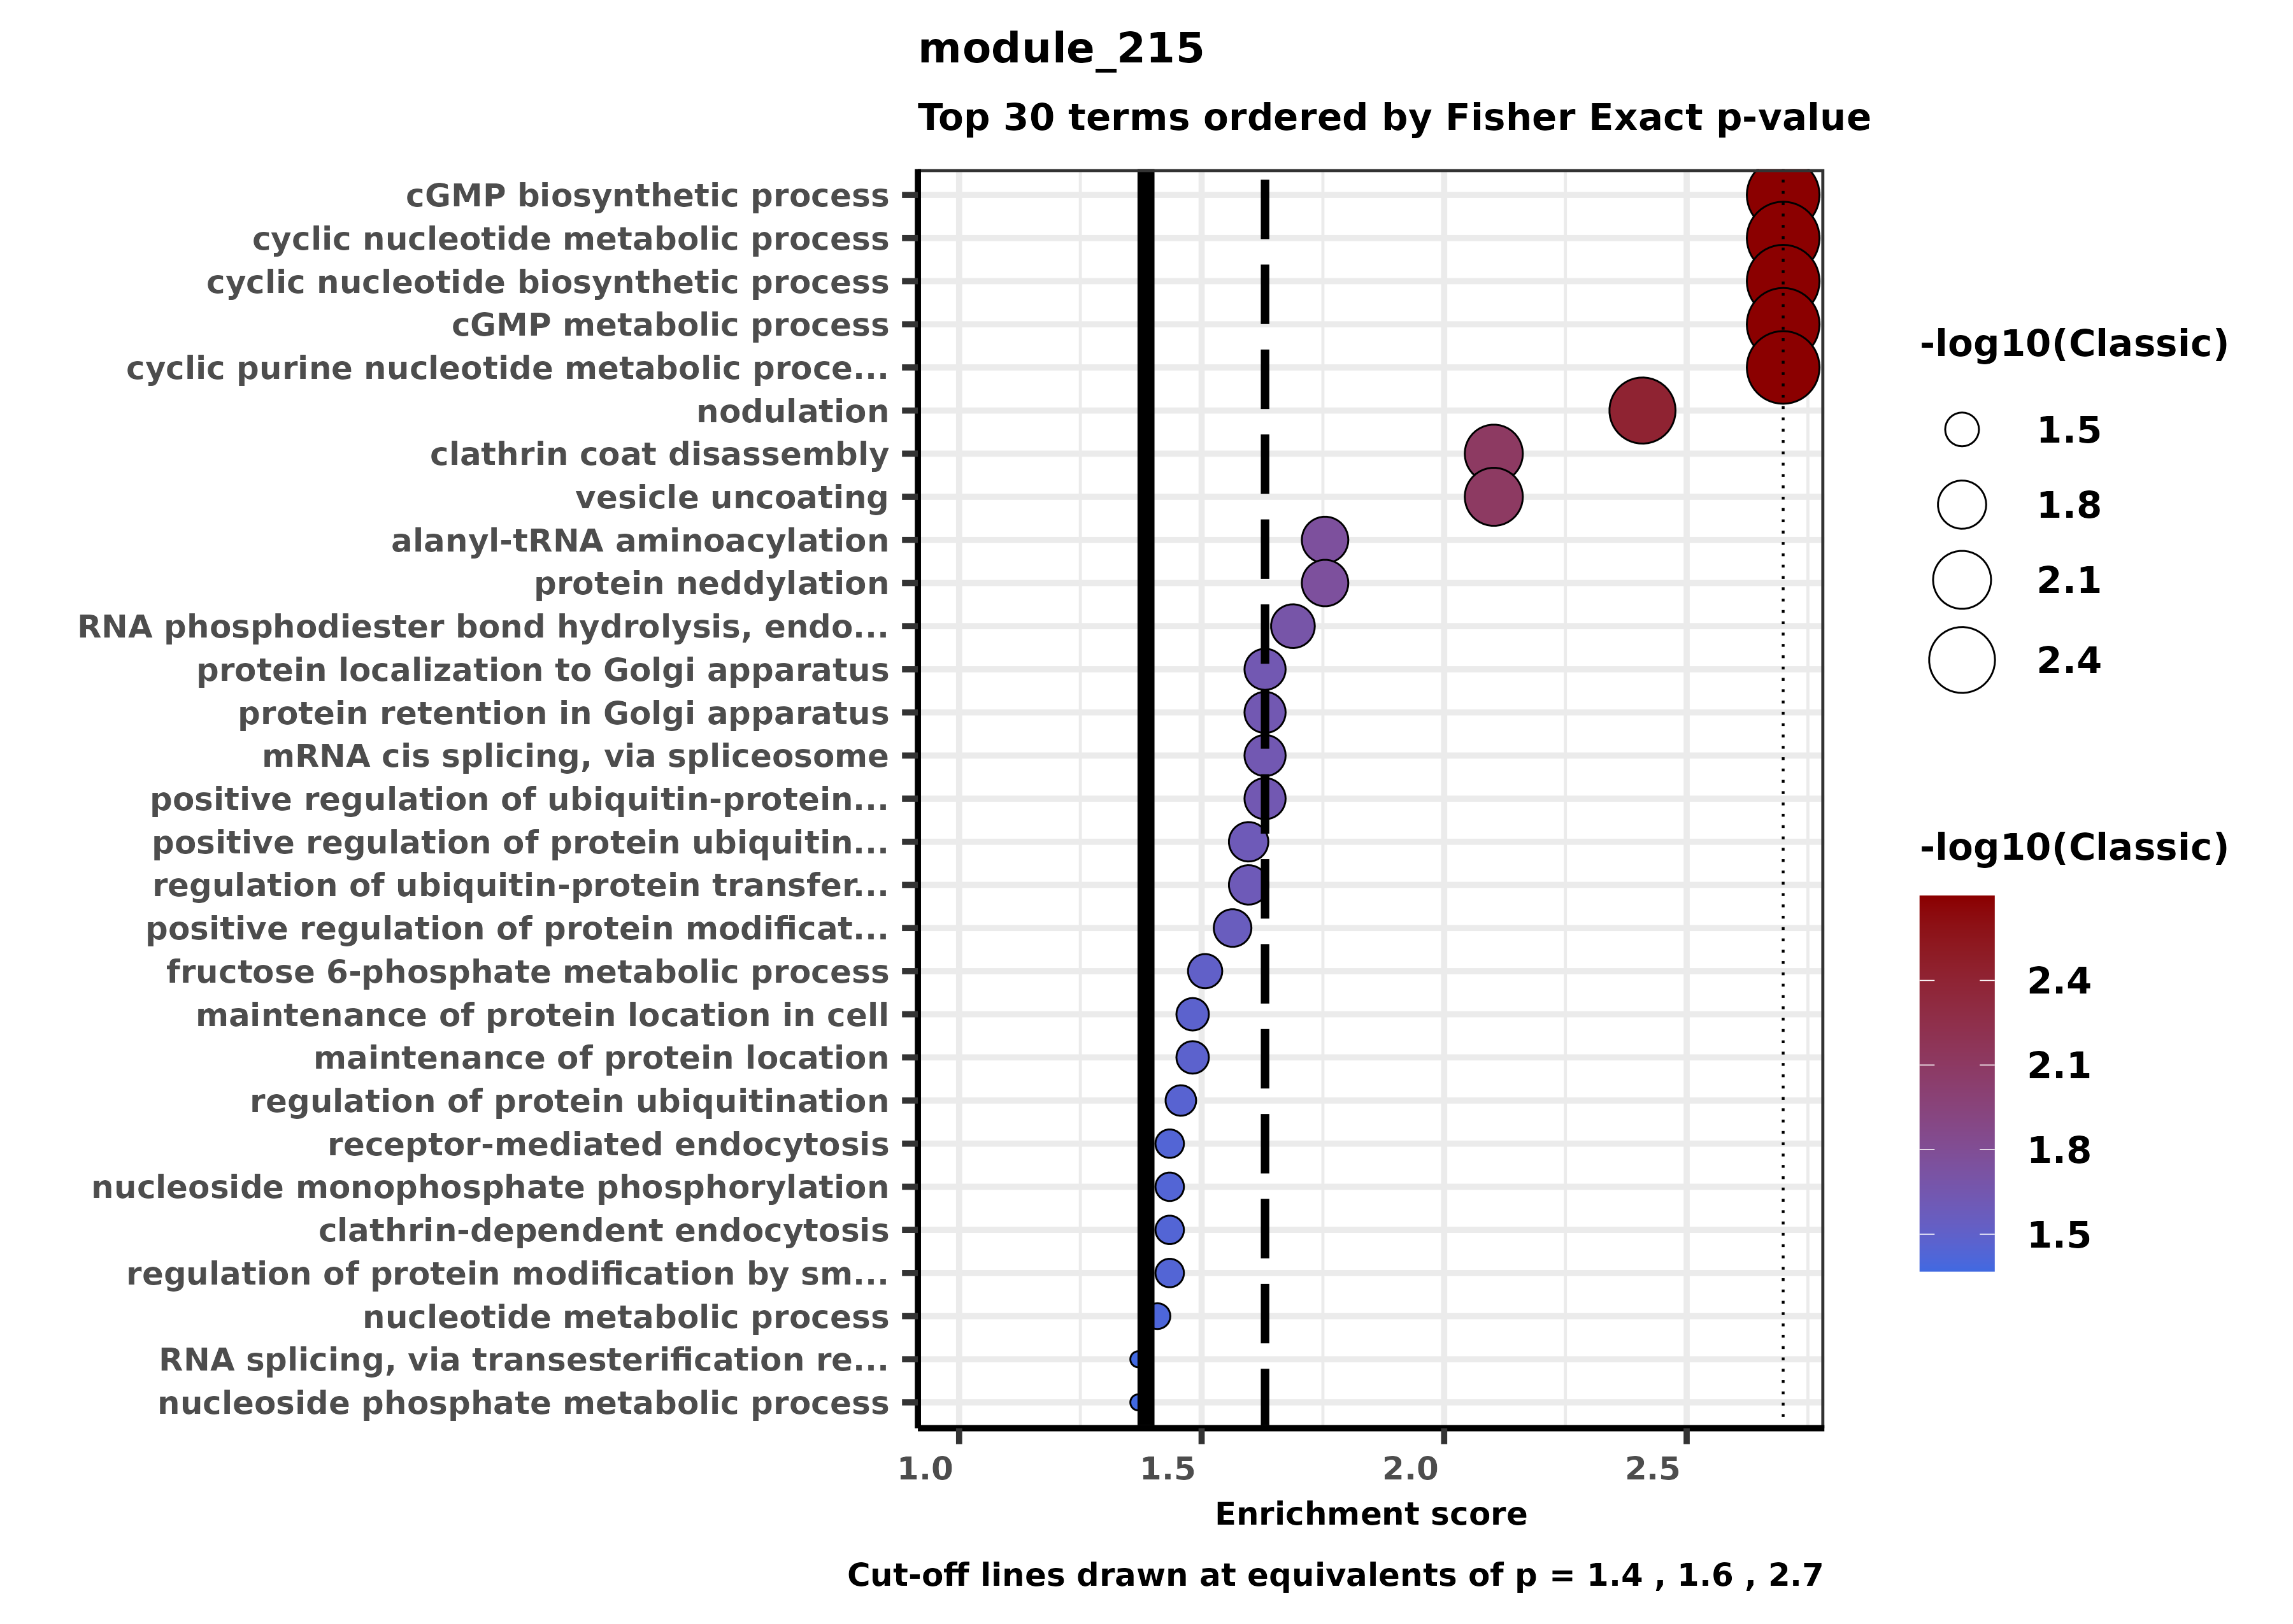 module_215
Top 30 terms ordered by Fisher Exact p-value
cGMP biosynthetic process
cyclic nucleotide metabolic process
cyclic nucleotide biosynthetic process
cGMP metabolic process
cyclic purine nucleotide metabolic proce...
nodulation
clathrin coat disassembly
vesicle uncoating
alanyl-tRNA aminoacylation
protein neddylation
RNA phosphodiester bond hydrolysis, endo...
protein localization to Golgi apparatus
protein retention in Golgi apparatus
mRNA cis splicing, via spliceosome
positive regulation of ubiquitin-protein...
positive regulation of protein ubiquitin...
regulation of ubiquitin-protein transfer...
positive regulation of protein modificat...
fructose 6-phosphate metabolic process
maintenance of protein location in cell
maintenance of protein location
regulation of protein ubiquitination
receptor-mediated endocytosis
nucleoside monophosphate phosphorylation
clathrin-dependent endocytosis
regulation of protein modification by sm...
nucleotide metabolic process
RNA splicing, via transesterification re...
nucleoside phosphate metabolic process
1.0 1.5 2.0 2.5
Enrichment score
Cut-off lines drawn at equivalents of p = 1.4 , 1.6 , 2.7
-log10(Classic)
1.5
1.8
2.1
2.4
-log10(Classic)
2.4
2.1
1.8
1.5